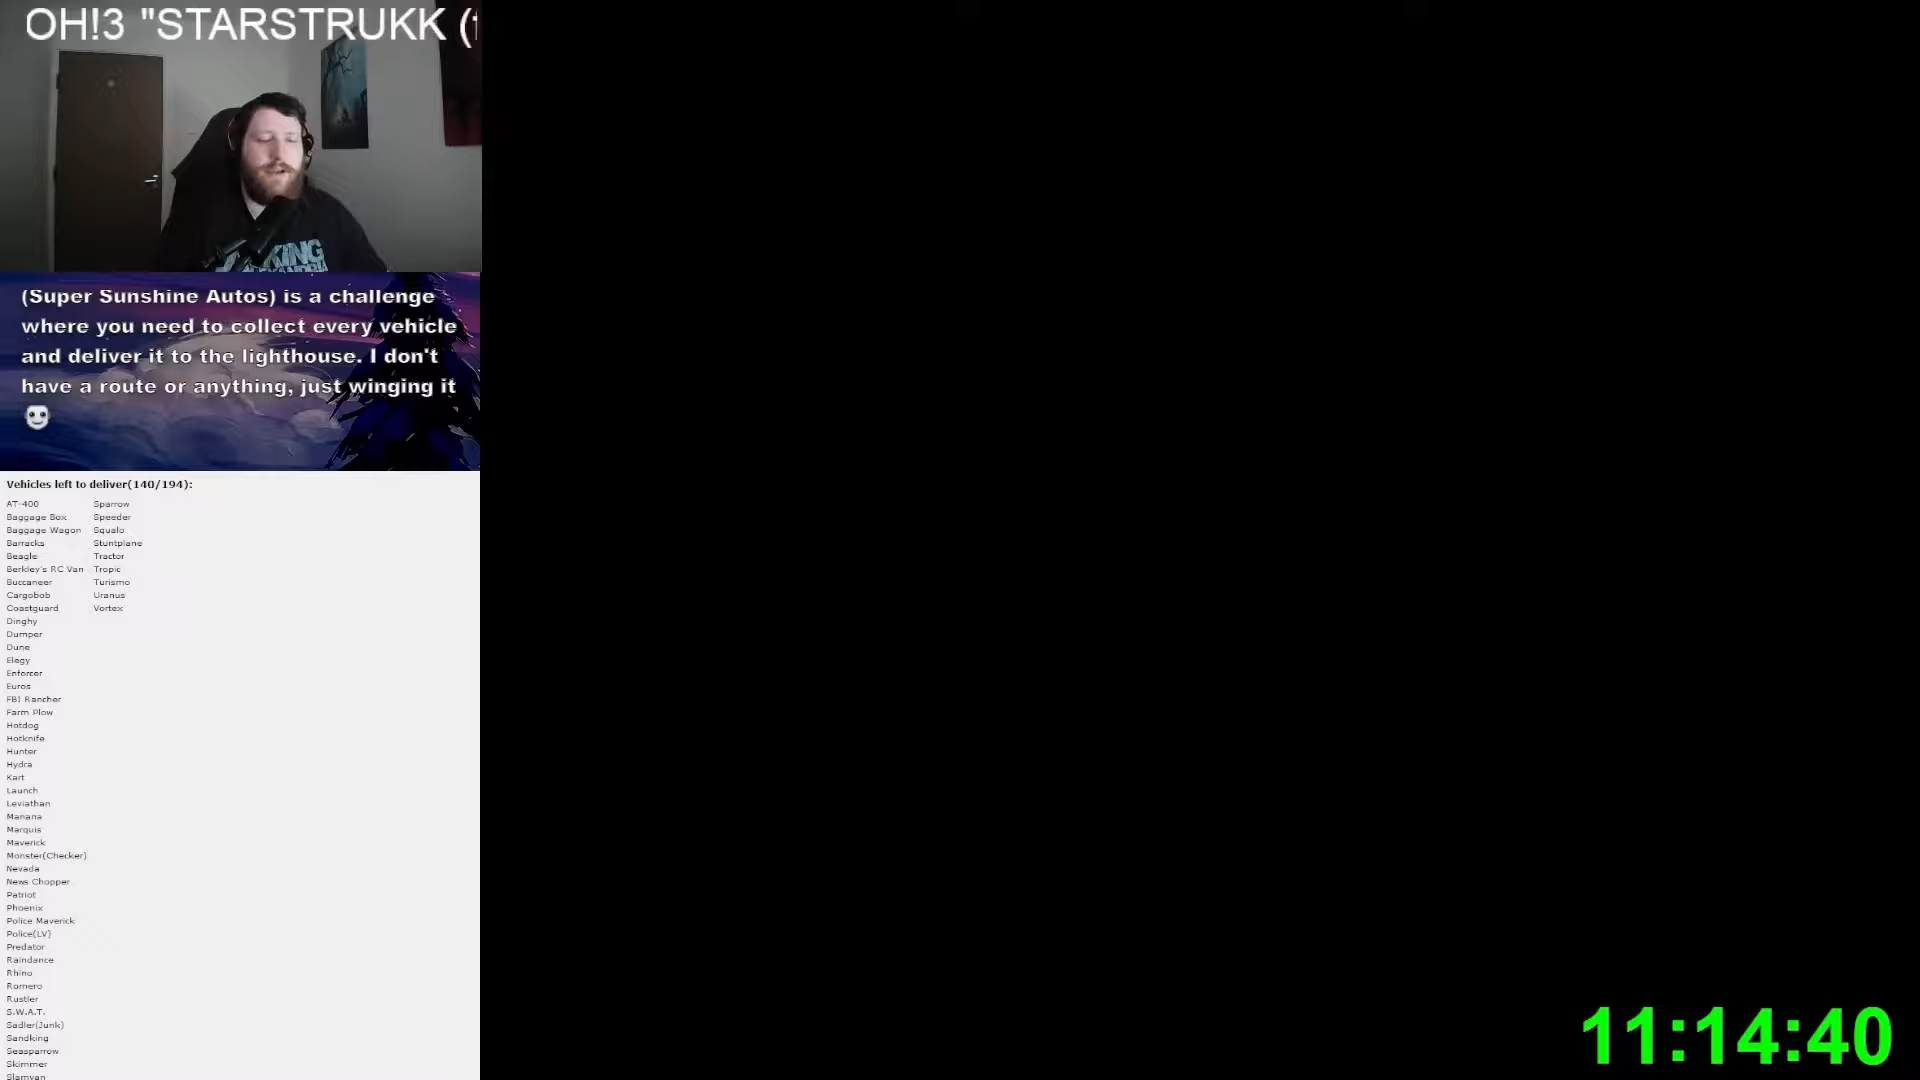 OH!3 "STARSTRUKK (
KING
(Super Sunshine Autos) is a challenge
where you need to collect every vehicle
and deliver it to the lighthouse. I don't
have a route or anything, just winging it
Vehicles left to deliver(140/194):
AT-400
Baggage Box
Baggage Wagon
Barracks
Beagle
Berkley's RC Van
Buccaneer
Cargobob
Coastguard
Dinghy
Dumper
Dune
Elegy
Enforcer
Euros
FBI Rancher
Farm Plow
Hotdog
Hotknife
Hunter
Hydra
Kart
Launch
Leviathan
Manana
Marquis
Maverick
Monster(Checker)
Nevada
News Chopper
Patriot
Phoenix
Police Maverick
Police(LV)
Predator
Raindance
Rhino
Romero
Rustler
S.W.A.T.
Sadler(Junk)
Sandking
Seasparrow
Skimmer
Slamvan
Sparrow
Speeder
Squalo
Stuntplane
Tractor
Tropic
Turismo
Uranus
Vortex
11:14:40